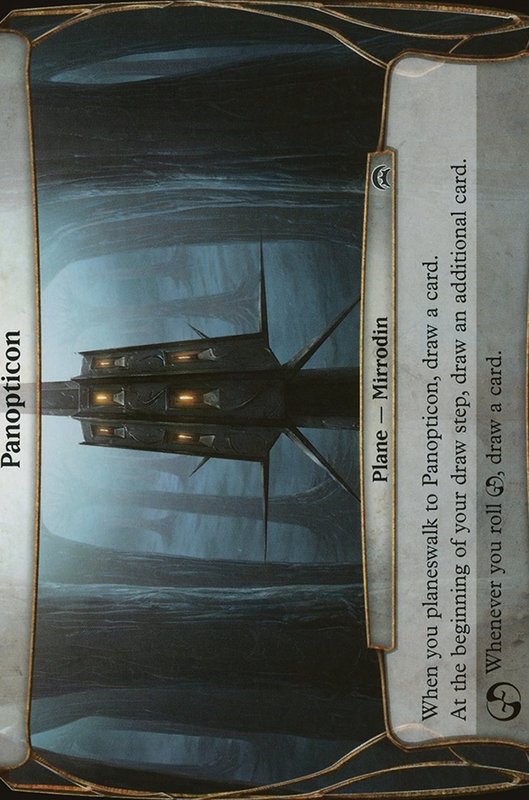 Panopticon
Plane — Mirrodin
When you planeswalk to Panopticon, draw a card.
At the beginning of your draw step, draw an additional card.
Whenever you roll , draw a card.